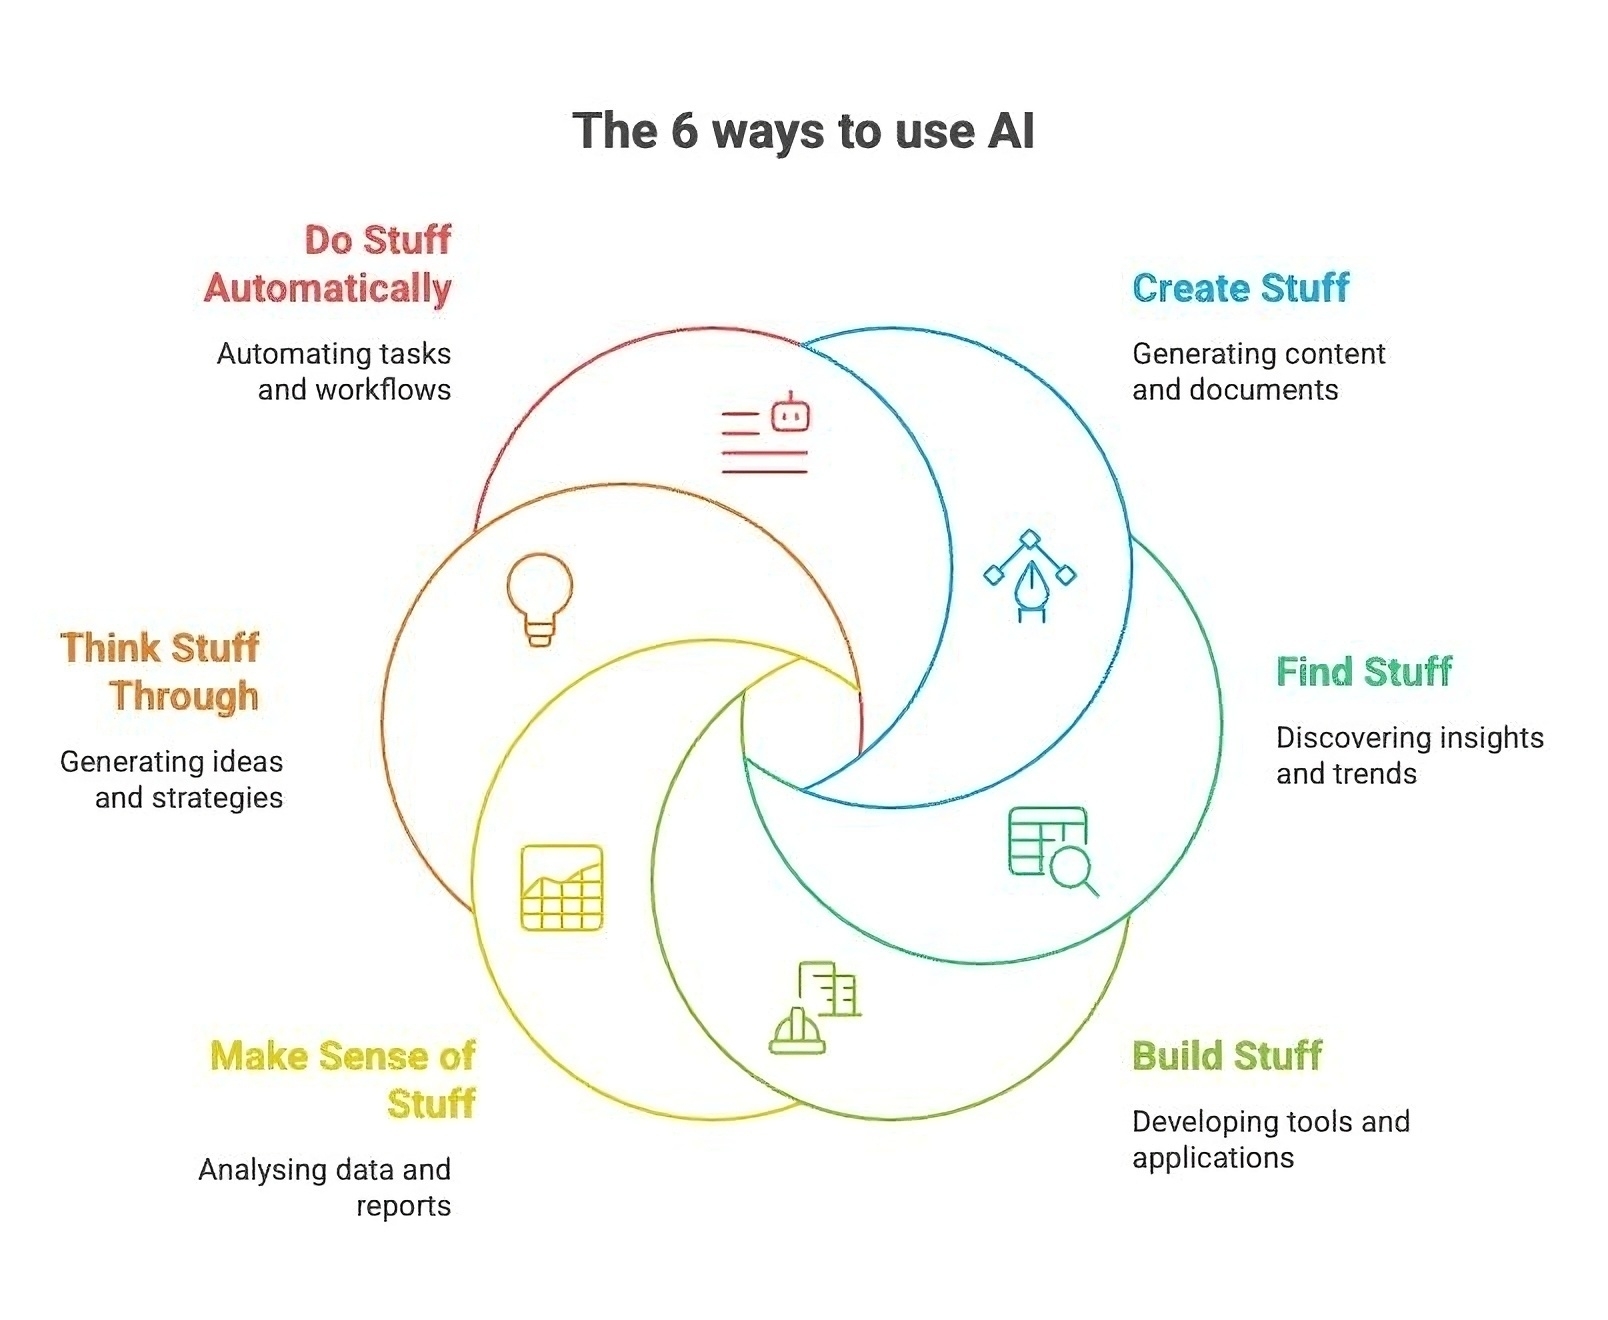 The 6 ways to use AI
Do Stuff
Automatically
Automating tasks
and workflows
Create Stuff
Generating content
and documents
Think Stuff
Through
Generating ideas
and strategies
Find Stuff
Discovering insights
and trends
Make Sense of
Stuff
Analysing data and
reports
Build Stuff
Developing tools and
applications